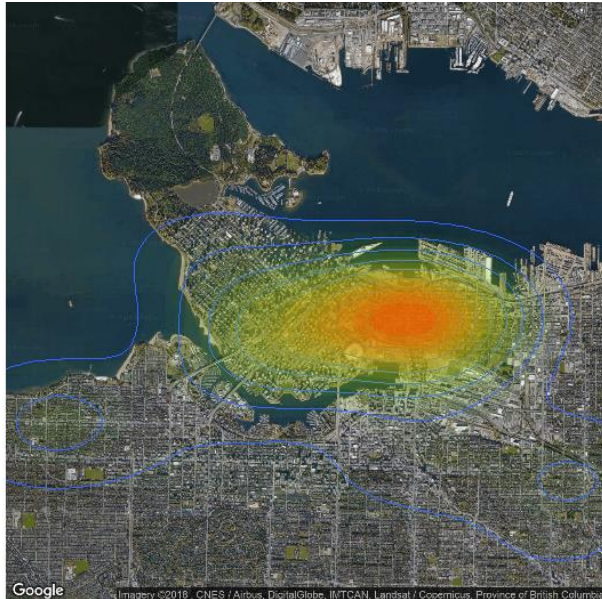 Google
Imagery ©2018 , CNES / Airbus, DigitalGlobe, IMTCAN, Landsat / Copernicus, Province of British Columbia